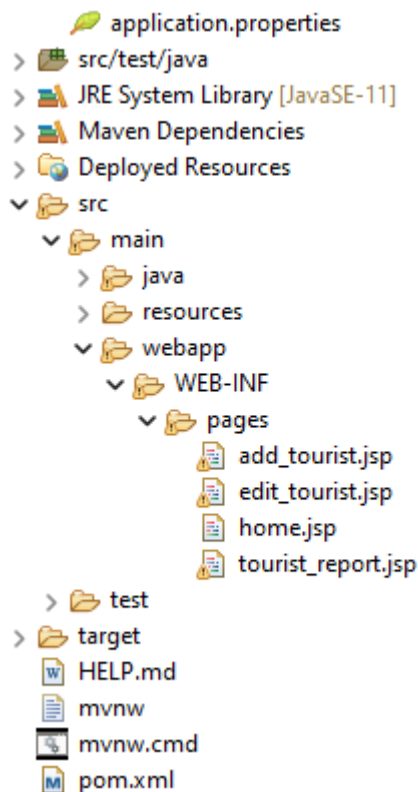 application.properties
src/test/java
JRE System Library [JavaSE-11]
Maven Dependencies
Deployed Resources
src
main
java
resources
webapp
WEB-INF
pages
add_tourist.jsp
edit_tourist.jsp
home.jsp
tourist_report.jsp
test
target
HELP.md
mvnw
mvnw.cmd
pom.xml